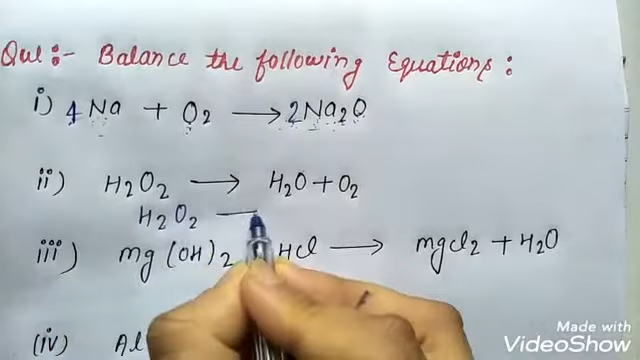 Que:- Balance the following Equations:
i) 4Na + O2 → 2Na2O
ii) H2O2 → H2O + O2
H2O2 —
iii) mg(OH)2 HCl → mgcl2 + H2O
(iv) Al
Made with
VideoShow